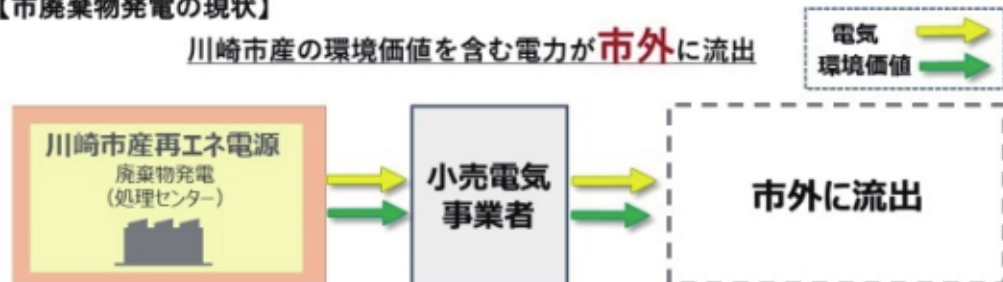 【市廃棄物発電の現状】
川崎市産の環境価値を含む電力が市外に流出
電気
環境価値
川崎市産再エネ電源
廃棄物発電
(処理センター)
小売電気
事業者
市外に流出